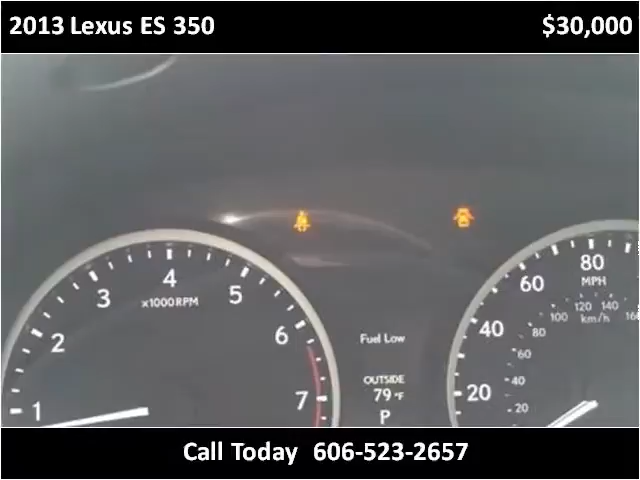 2013 Lexus ES 350 $30,000
4
3 5
x1000RPM
2 6
1 7
Fuel Low
OUTSIDE
79°F
P
80
60 MPH
120 140
100 km/h 160
40 80
60
20 40
20
Call Today 606-523-2657